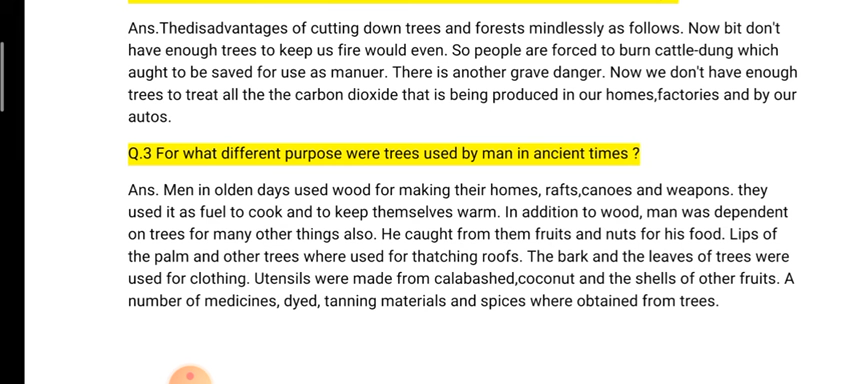 Ans.Thedisadvantages of cutting down trees and forests mindlessly as follows. Now bit don't
have enough trees to keep us fire would even. So people are forced to burn cattle-dung which
aught to be saved for use as manuer. There is another grave danger. Now we don't have enough
trees to treat all the the carbon dioxide that is being produced in our homes,factories and by our
autos.
Q.3 For what different purpose were trees used by man in ancient times ?
Ans. Men in olden days used wood for making their homes, rafts,canoes and weapons. they
used it as fuel to cook and to keep themselves warm. In addition to wood, man was dependent
on trees for many other things also. He caught from them fruits and nuts for his food. Lips of
the palm and other trees where used for thatching roofs. The bark and the leaves of trees were
used for clothing. Utensils were made from calabashed,coconut and the shells of other fruits. A
number of medicines, dyed, tanning materials and spices where obtained from trees.